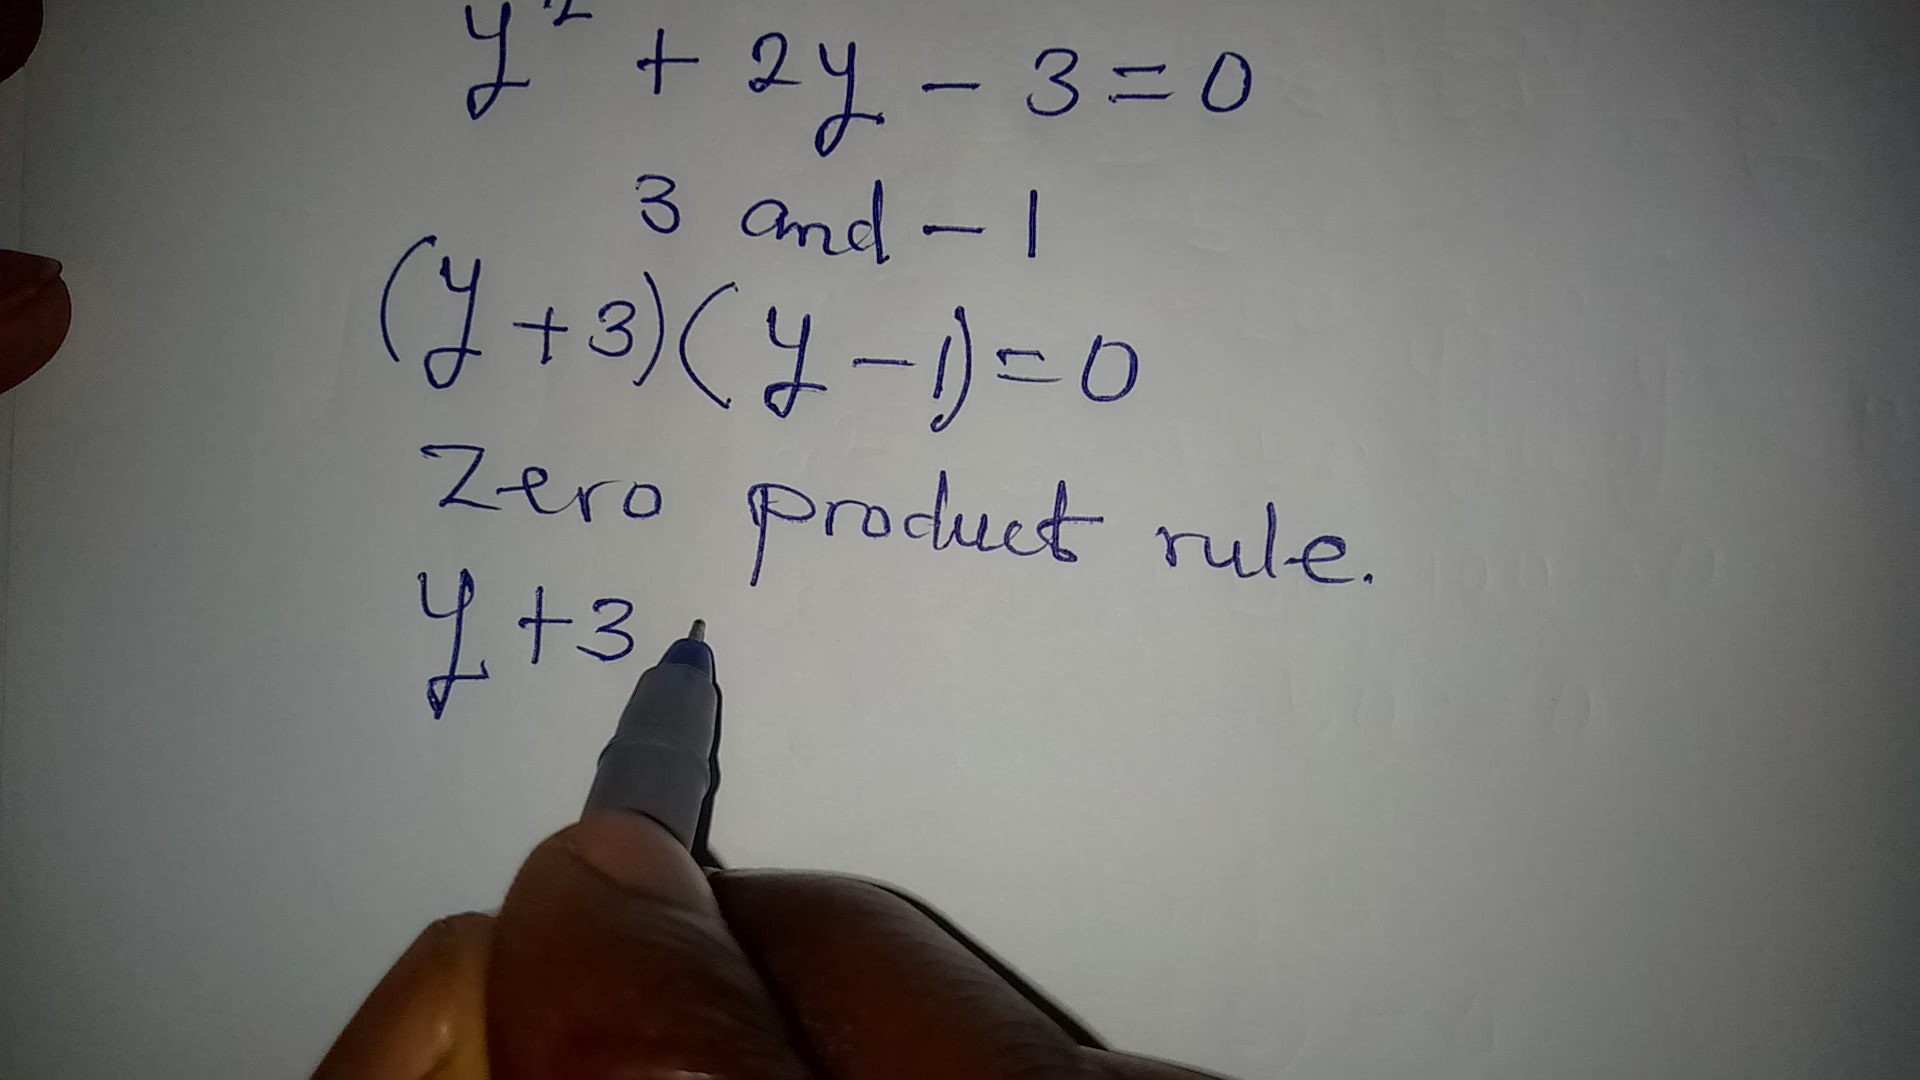 y² + 2y - 3 = 0
3 and - 1
(y + 3)(y - 1) = 0
Zero product rule.
y + 3